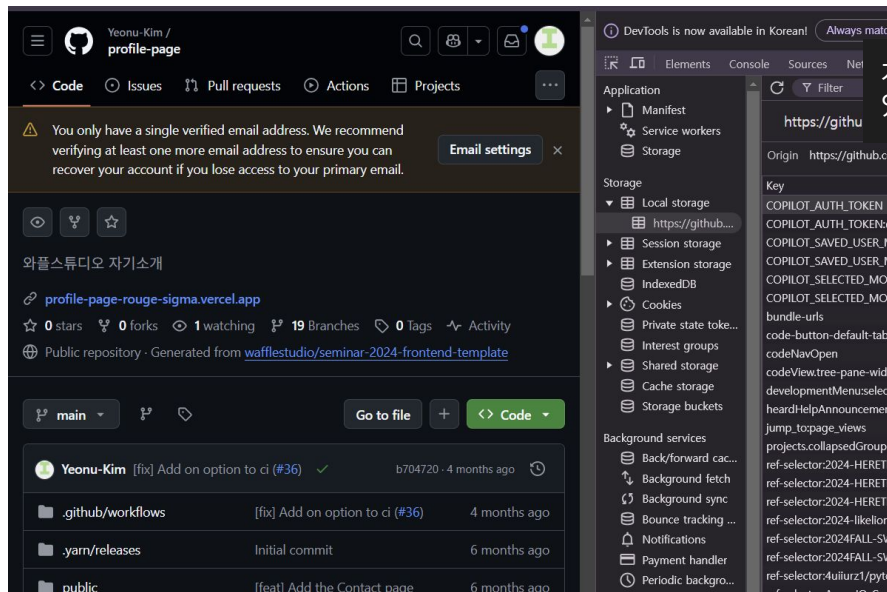 Yeonu-Kim /
profile-page
Code
Issues
Pull requests
Actions
Projects
You only have a single verified email address. We recommend
verifying at least one more email address to ensure you can
recover your account if you lose access to your primary email.
Email settings
와플스튜디오 자기소개
profile-page-rouge-sigma.vercel.app
0 stars 0 forks 1 watching 19 Branches 0 Tags Activity
Public repository · Generated from wafflestudio/seminar-2024-frontend-template
main
Go to file
Code
Yeonu-Kim [fix] Add on option to ci (#36) b704720 · 4 months ago
.github/workflows [fix] Add on option to ci (#36) 4 months ago
.yarn/releases Initial commit 6 months ago
public [feat] Add the Contact page 6 months ago
DevTools is now available in Korean! Always matc
Elements Console Sources Net
Application
Manifest
Service workers
Storage
Storage
Local storage
https://github....
Session storage
Extension storage
IndexedDB
Cookies
Private state toke...
Interest groups
Shared storage
Cache storage
Storage buckets
Background services
Back/forward cac...
Background fetch
Background sync
Bounce tracking ...
Notifications
Payment handler
Periodic backgro...
Filter
https://githu
Origin https://github.c
Key
COPILOT_AUTH_TOKEN
COPILOT_AUTH_TOKEN:
COPILOT_SAVED_USER_M
COPILOT_SAVED_USER_M
COPILOT_SELECTED_MO
COPILOT_SELECTED_MO
bundle-urls
code-button-default-tab
codeNavOpen
codeView.tree-pane-wid
developmentMenu:selec
heardHelpAnnouncemen
jump_to:page_views
projects.collapsedGroup
ref-selector:2024-HERET
ref-selector:2024-HERET
ref-selector:2024-HERET
ref-selector:2024-likelion
ref-selector:2024FALL-SW
ref-selector:2024FALL-SW
ref-selector:4uiiurz1/pyt